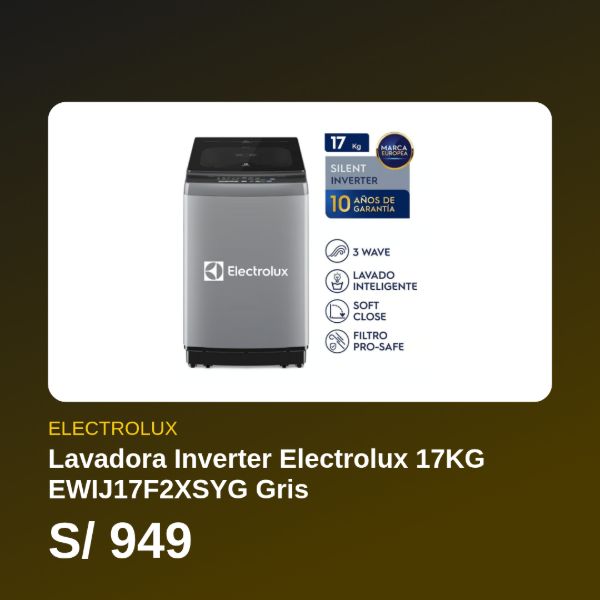 17 Kg
MARCA
EUROPEA
SILENT
INVERTER
10 AÑOS DE
GARANTÍA
Electrolux
3 WAVE
LAVADO
INTELIGENTE
SOFT
CLOSE
FILTRO
PRO-SAFE
ELECTROLUX
Lavadora Inverter Electrolux 17KG
EWIJ17F2XSYG Gris
S/ 949